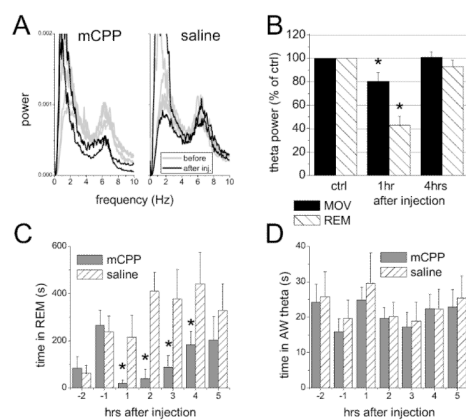 A
mCPP
saline
0.002
0.001
0.000
power
0 2 4 6 8 10
0 2 4 6 8 10
before
after inj.
frequency (Hz)
B
theta power (% of ctrl)
120
100
80
60
40
20
0
*
*
ctrl 1hr 4hrs
after injection
MOV
REM
C
time in REM (s)
600
400
200
0
mCPP
saline
* * * *
-2 -1 1 2 3 4 5
hrs after injection
D
time in AW theta (s)
40
30
20
10
0
mCPP
saline
-2 -1 1 2 3 4 5
hrs after injection